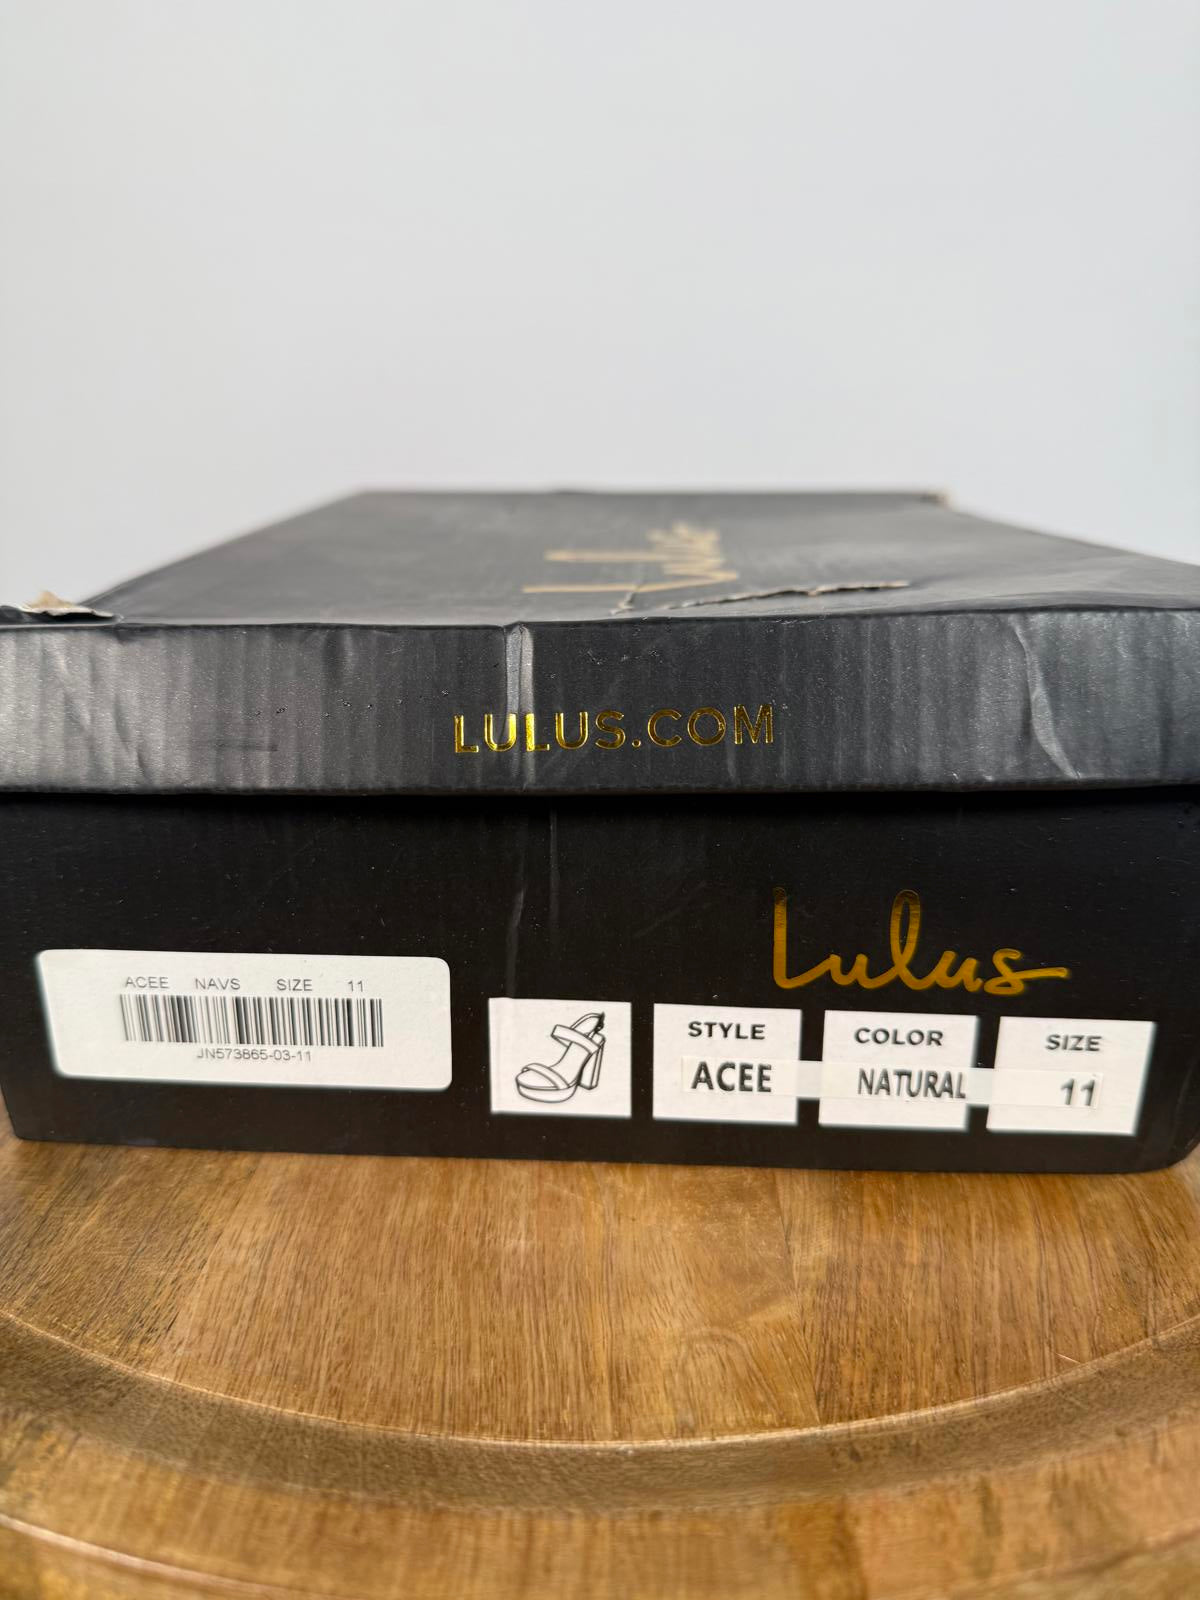 Lulus
LULUS.COM
Lulus
ACEE NAVS SIZE 11
JN573865-03-11
STYLE
ACEE
COLOR
NATURAL
SIZE
11